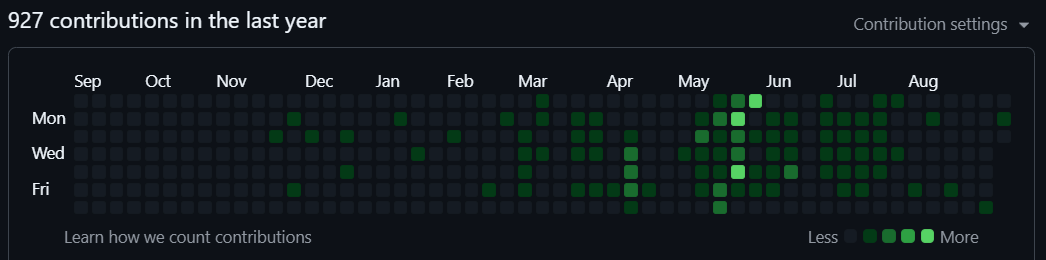 927 contributions in the last year
Contribution settings
Sep Oct Nov Dec Jan Feb Mar Apr May Jun Jul Aug
Mon
Wed
Fri
Learn how we count contributions
Less More